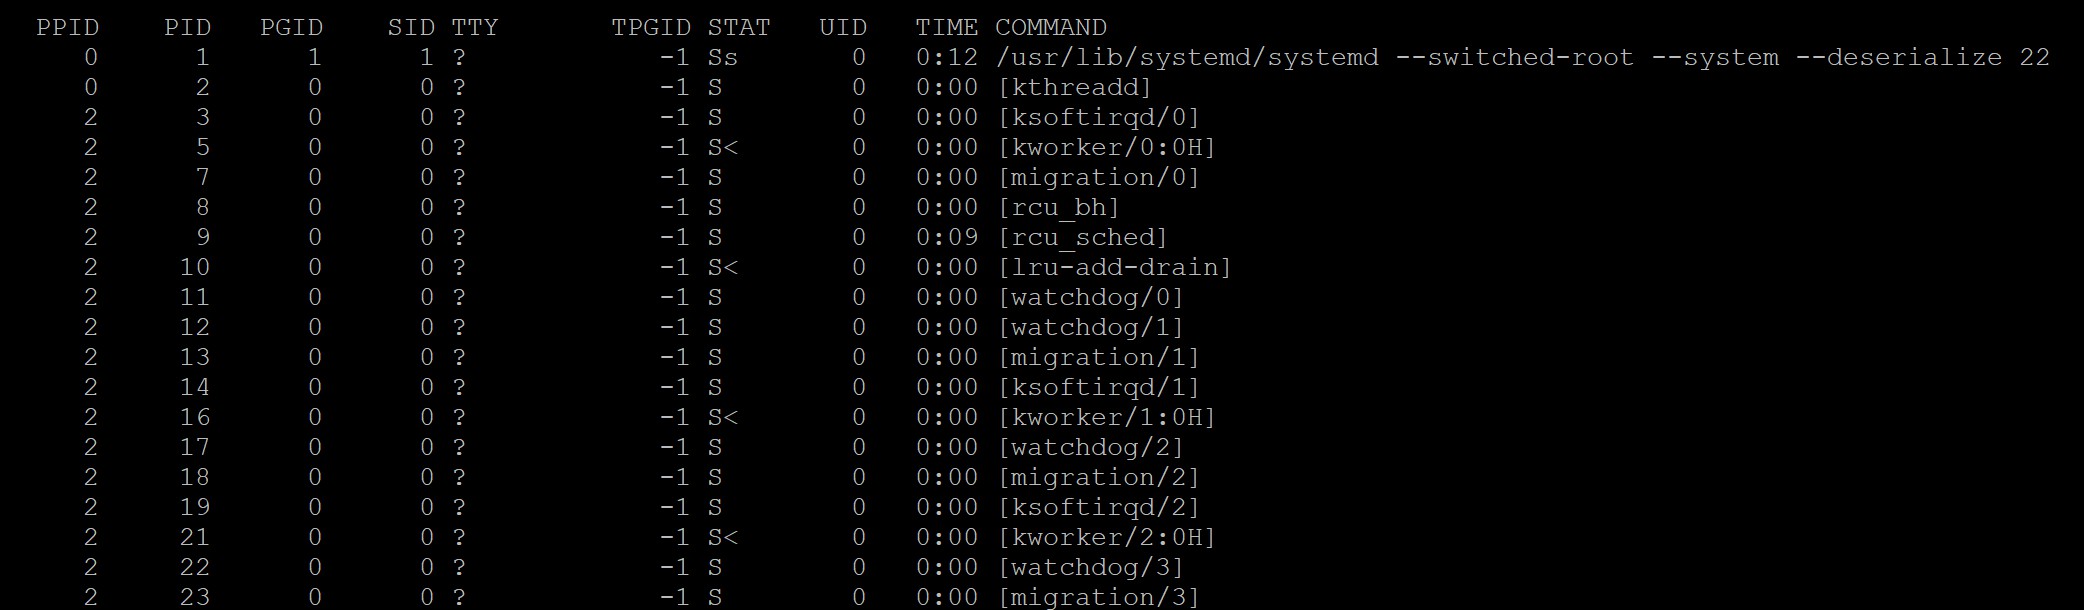 PPID PID PGID SID TTY TPGID STAT UID TIME COMMAND
0 1 1 1 ? -1 Ss 0 0:12 /usr/lib/systemd/systemd --switched-root --system --deserialize 22
0 2 0 0 ? -1 S 0 0:00 [kthreadd]
2 3 0 0 ? -1 S 0 0:00 [ksoftirqd/0]
2 5 0 0 ? -1 S< 0 0:00 [kworker/0:0H]
2 7 0 0 ? -1 S 0 0:00 [migration/0]
2 8 0 0 ? -1 S 0 0:00 [rcu_bh]
2 9 0 0 ? -1 S 0 0:09 [rcu_sched]
2 10 0 0 ? -1 S< 0 0:00 [lru-add-drain]
2 11 0 0 ? -1 S 0 0:00 [watchdog/0]
2 12 0 0 ? -1 S 0 0:00 [watchdog/1]
2 13 0 0 ? -1 S 0 0:00 [migration/1]
2 14 0 0 ? -1 S 0 0:00 [ksoftirqd/1]
2 16 0 0 ? -1 S< 0 0:00 [kworker/1:0H]
2 17 0 0 ? -1 S 0 0:00 [watchdog/2]
2 18 0 0 ? -1 S 0 0:00 [migration/2]
2 19 0 0 ? -1 S 0 0:00 [ksoftirqd/2]
2 21 0 0 ? -1 S< 0 0:00 [kworker/2:0H]
2 22 0 0 ? -1 S 0 0:00 [watchdog/3]
2 23 0 0 ? -1 S 0 0:00 [migration/3]